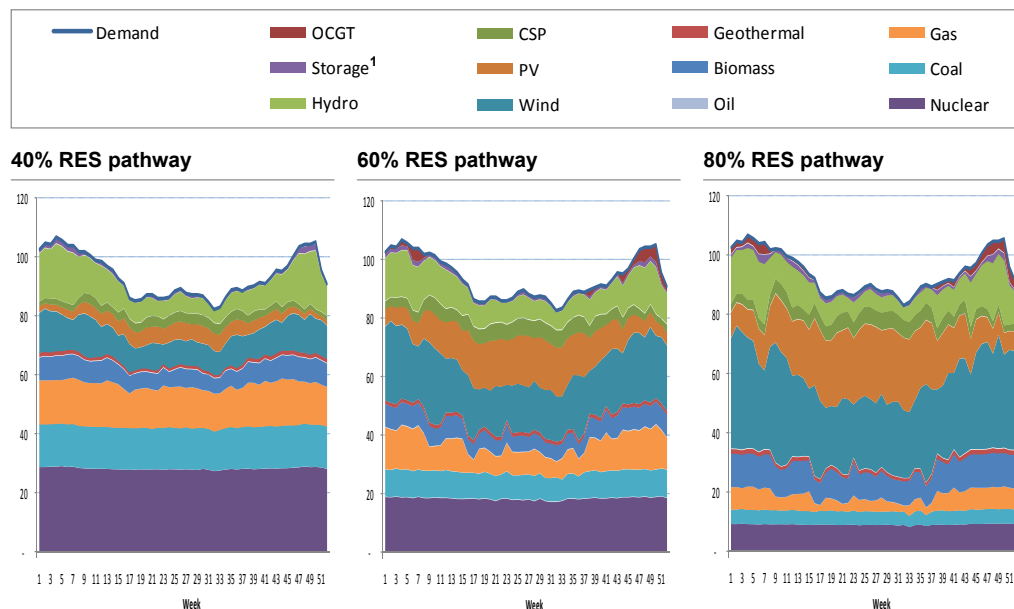 Demand OCGT CSP Geothermal Gas
Storage1 PV Biomass Coal
Hydro Wind Oil Nuclear
40% RES pathway 60% RES pathway 80% RES pathway
120 120 120
100 100 100
80 80 80
60 60 60
40 40 40
20 20 20
- - -
1 3 5 7 9 11 13 15 17 19 21 23 25 27 29 31 33 35 37 39 41 43 45 47 49 51 1 3 5 7 9 11 13 15 17 19 21 23 25 27 29 31 33 35 37 39 41 43 45 47 49 51 1 3 5 7 9 11 13 15 17 19 21 23 25 27 29 31 33 35 37 39 41 43 45 47 49 51
Week Week Week